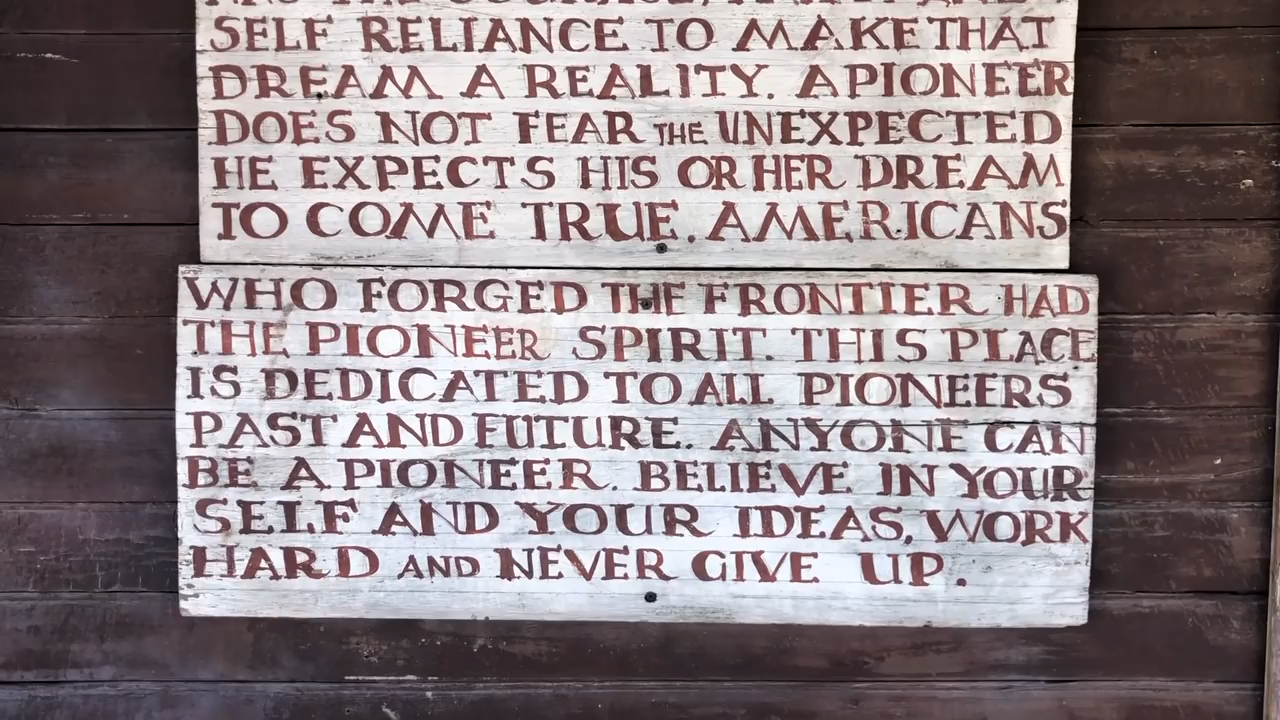 SELF RELIANCE TO MAKE THAT
DREAM A REALITY. A PIONEER
DOES NOT FEAR THE UNEXPECTED
HE EXPECTS HIS OR HER DREAM
TO COME TRUE. AMERICANS
WHO FORGED THE FRONTIER HAD
THE PIONEER SPIRIT. THIS PLACE
IS DEDICATED TO ALL PIONEERS
PAST AND FUTURE. ANYONE CAN
BE A PIONEER. BELIEVE IN YOUR
SELF AND YOUR IDEAS, WORK
HARD AND NEVER GIVE UP.